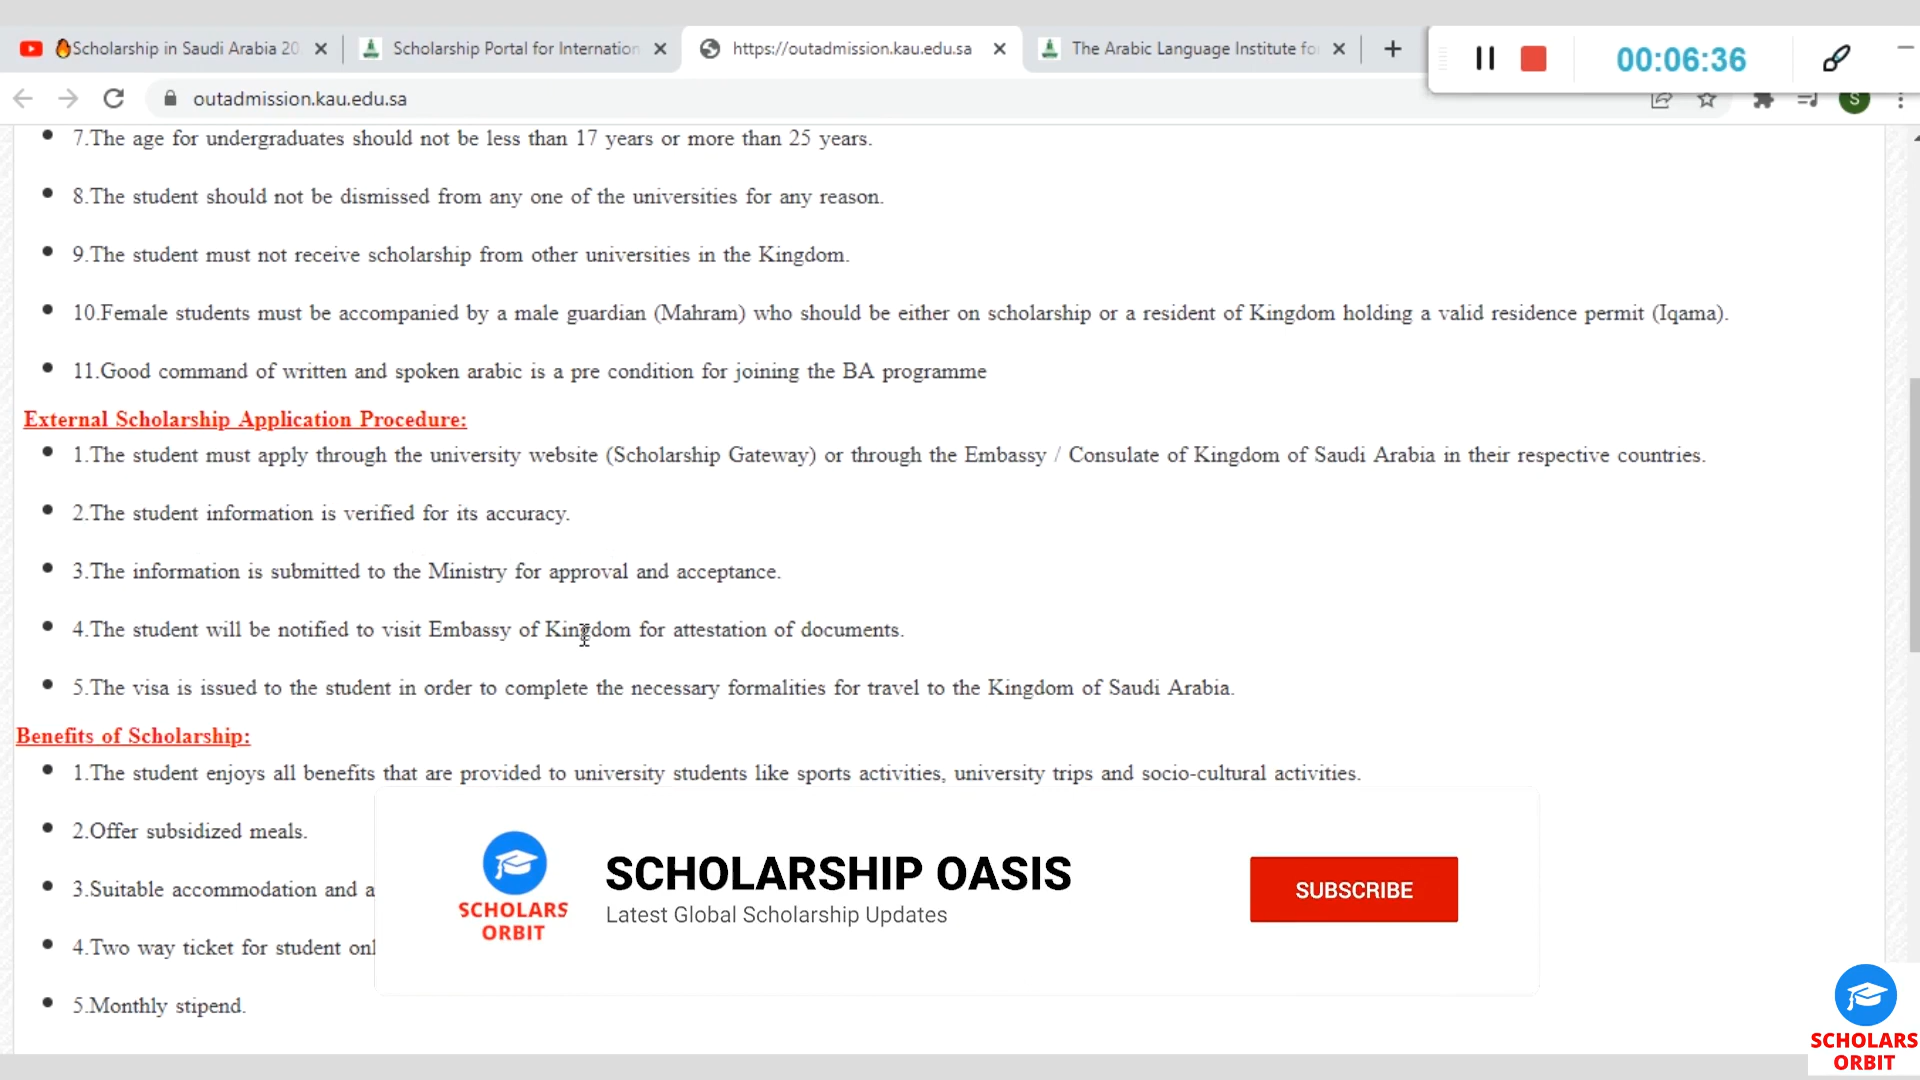 🔥Scholarship in Saudi Arabia 20
Scholarship Portal for Internation
https://outadmission.kau.edu.sa
The Arabic Language Institute fo
00:06:36
outadmission.kau.edu.sa
S
7.The age for undergraduates should not be less than 17 years or more than 25 years.
8.The student should not be dismissed from any one of the universities for any reason.
9.The student must not receive scholarship from other universities in the Kingdom.
10.Female students must be accompanied by a male guardian (Mahram) who should be either on scholarship or a resident of Kingdom holding a valid residence permit (Iqama).
11.Good command of written and spoken arabic is a pre condition for joining the BA programme
External Scholarship Application Procedure:
1.The student must apply through the university website (Scholarship Gateway) or through the Embassy / Consulate of Kingdom of Saudi Arabia in their respective countries.
2.The student information is verified for its accuracy.
3.The information is submitted to the Ministry for approval and acceptance.
4.The student will be notified to visit Embassy of Kingdom for attestation of documents.
5.The visa is issued to the student in order to complete the necessary formalities for travel to the Kingdom of Saudi Arabia.
Benefits of Scholarship:
1.The student enjoys all benefits that are provided to university students like sports activities, university trips and socio-cultural activities.
2.Offer subsidized meals.
3.Suitable accommodation and a
4.Two way ticket for student onl
5.Monthly stipend.
SCHOLARS
ORBIT
SCHOLARSHIP OASIS
Latest Global Scholarship Updates
SUBSCRIBE
SCHOLARS
ORBIT